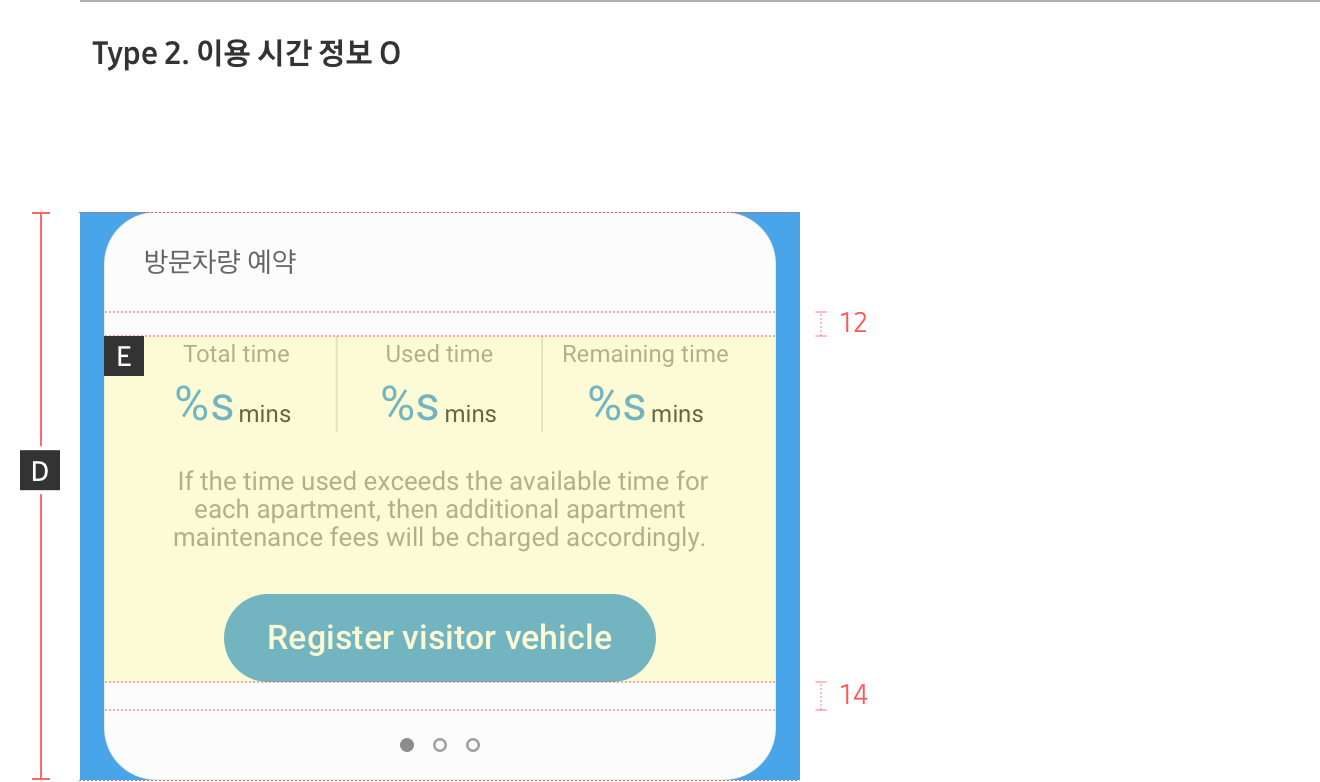 Type 2. 이용 시간 정보 O
방문차량 예약
12
E
Total time
Used time
Remaining time
%s mins
%s mins
%s mins
D
If the time used exceeds the available time for
each apartment, then additional apartment
maintenance fees will be charged accordingly.
Register visitor vehicle
14